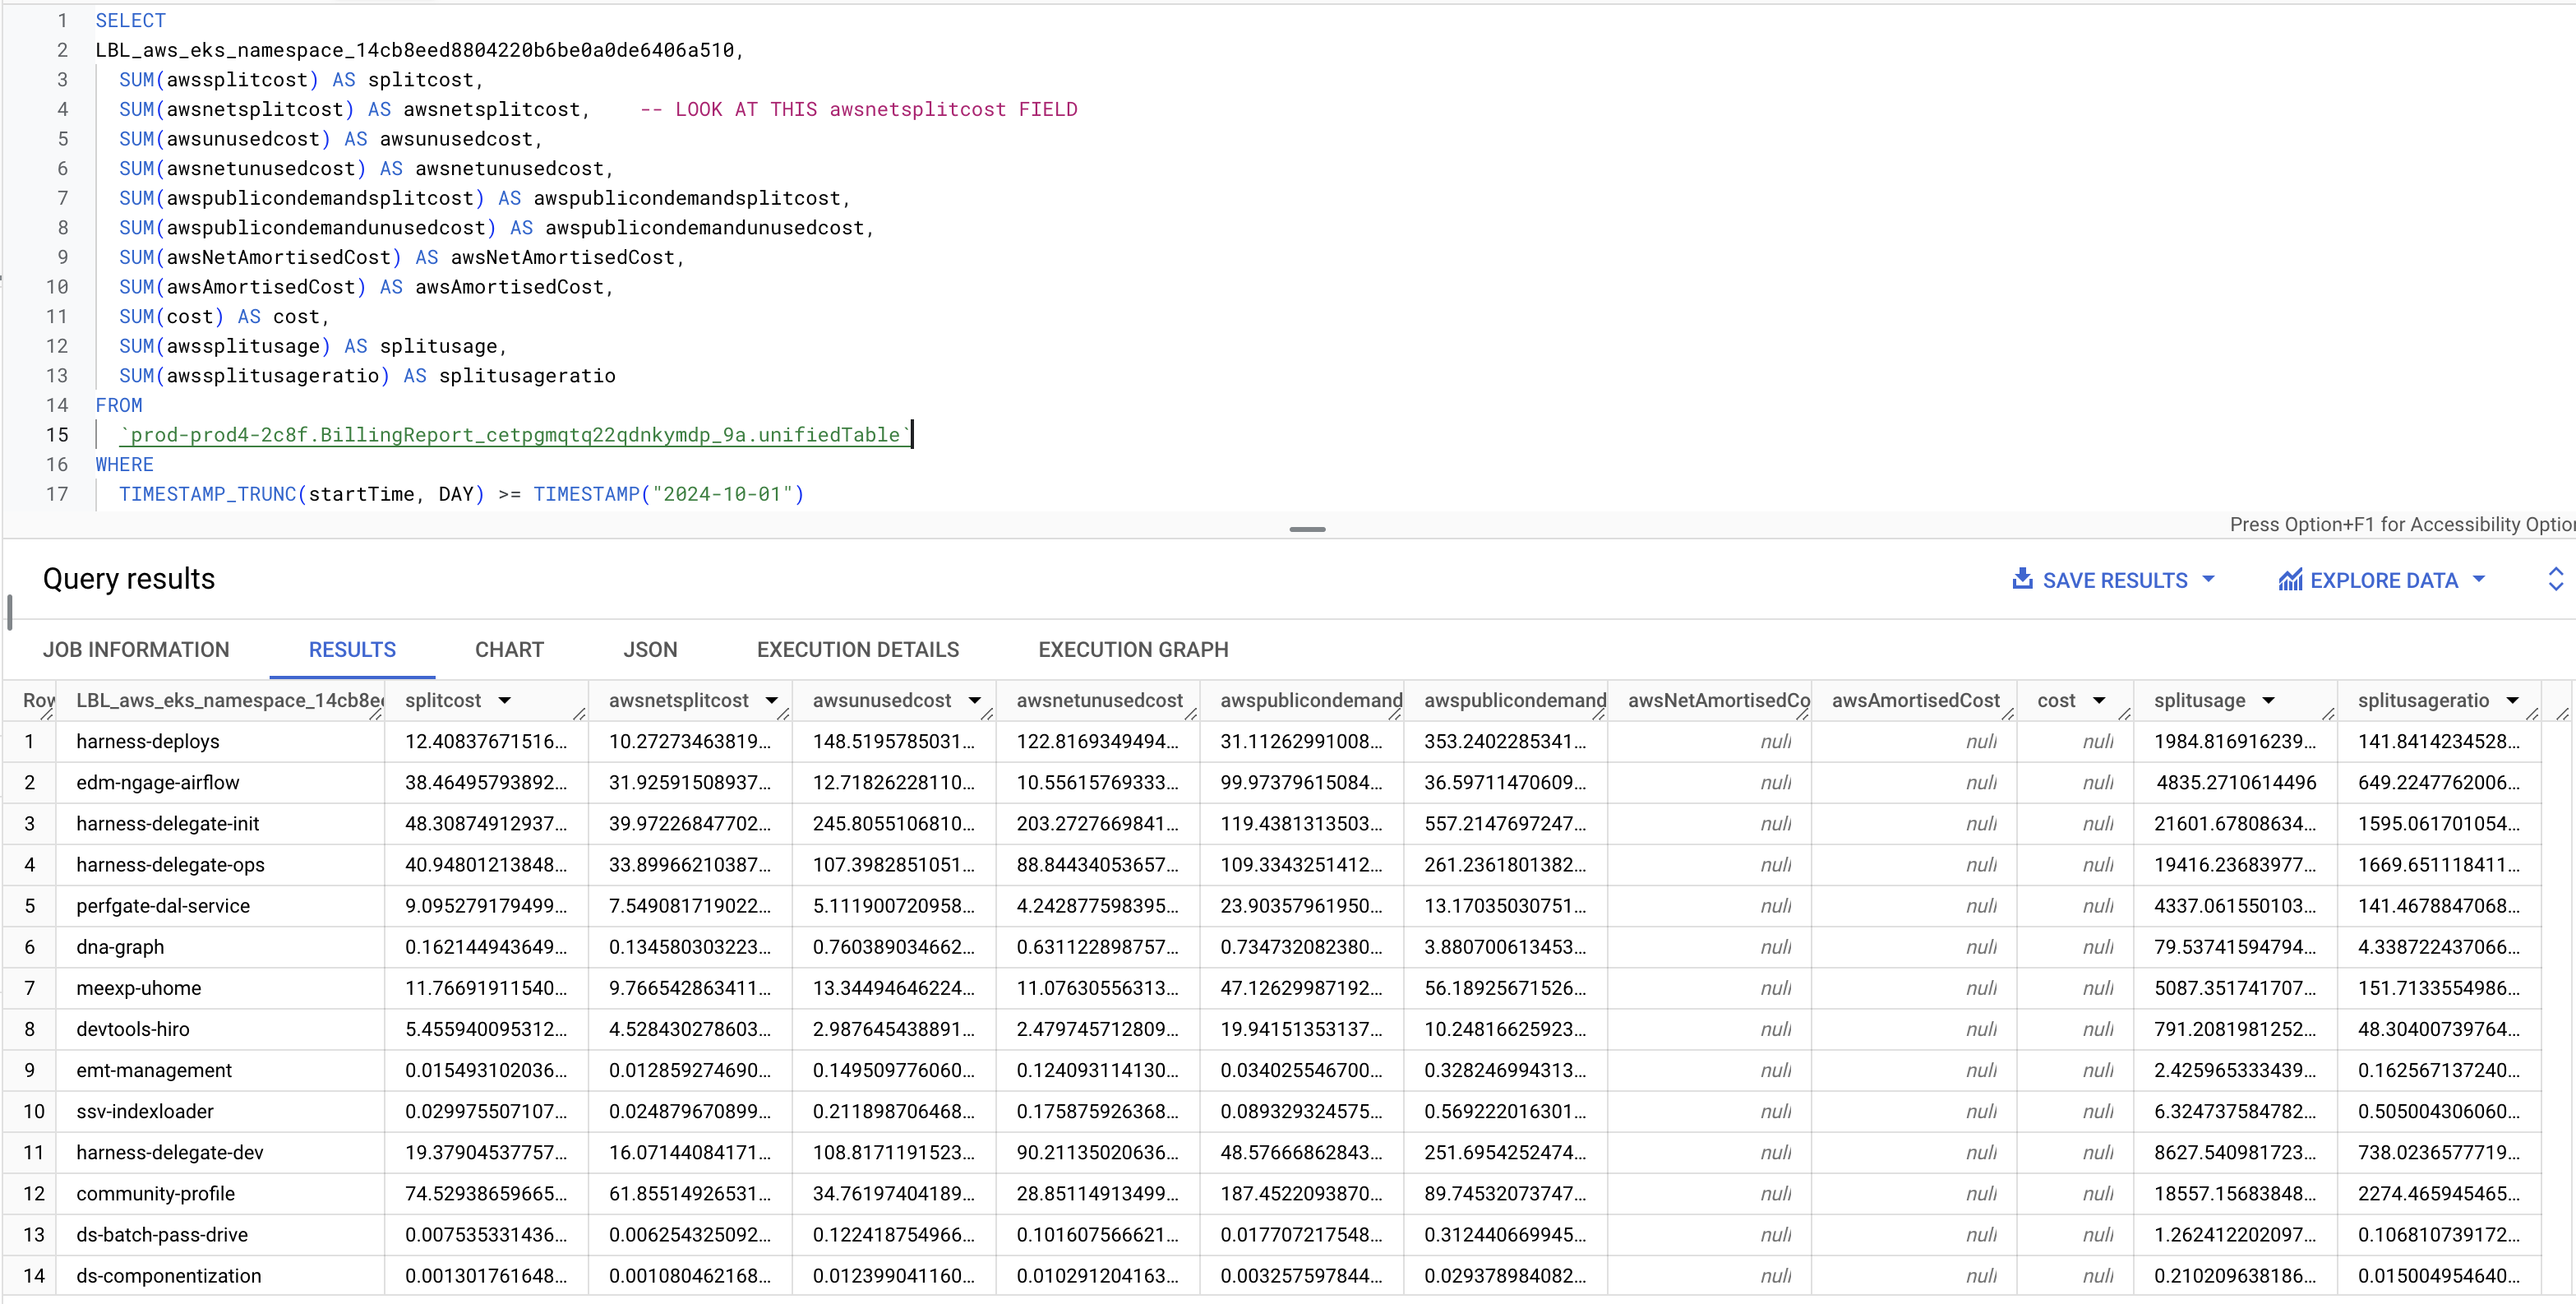 1 SELECT
2 LBL_aws_eks_namespace_14cb8eed8804220b6be0a0de6406a510,
3 SUM(awssplitcost) AS splitcost,
4 SUM(awsnetsplitcost) AS awsnetsplitcost, -- LOOK AT THIS awsnetsplitcost FIELD
5 SUM(awsunusedcost) AS awsunusedcost,
6 SUM(awsnetunusedcost) AS awsnetunusedcost,
7 SUM(awspublicondemandsplitcost) AS awspublicondemandsplitcost,
8 SUM(awspublicondemandunusedcost) AS awspublicondemandunusedcost,
9 SUM(awsNetAmortisedCost) AS awsNetAmortisedCost,
10 SUM(awsAmortisedCost) AS awsAmortisedCost,
11 SUM(cost) AS cost,
12 SUM(awssplitusage) AS splitusage,
13 SUM(awssplitusageratio) AS splitusageratio
14 FROM
15 `prod-prod4-2c8f.BillingReport_cetpgmqtq22qdnkymdp_9a.unifiedTable`
16 WHERE
17 TIMESTAMP_TRUNC(startTime, DAY) >= TIMESTAMP("2024-10-01")
Press Option+F1 for Accessibility Optio
Query results SAVE RESULTS EXPLORE DATA
JOB INFORMATION RESULTS CHART JSON EXECUTION DETAILS EXECUTION GRAPH
Row LBL_aws_eks_namespace_14cb8e splitcost awsnetsplitcost awsunusedcost awsnetunusedcost awspublicondemand awspublicondemand awsNetAmortisedCo awsAmortisedCost cost splitusage splitusageratio
1 harness-deploys 12.40837671516... 10.27273463819... 148.5195785031... 122.8169349494... 31.11262991008... 353.2402285341... null null null 1984.816916239... 141.8414234528...
2 edm-ngage-airflow 38.46495793892... 31.92591508937... 12.71826228110... 10.55615769333... 99.97379615084... 36.59711470609... null null null 4835.2710614496 649.2247762006...
3 harness-delegate-init 48.30874912937... 39.97226847702... 245.8055106810... 203.2727669841... 119.4381313503... 557.2147697247... null null null 21601.67808634... 1595.061701054...
4 harness-delegate-ops 40.94801213848... 33.89966210387... 107.3982851051... 88.84434053657... 109.3343251412... 261.2361801382... null null null 19416.23683977... 1669.651118411...
5 perfgate-dal-service 9.095279179499... 7.549081719022... 5.111900720958... 4.242877598395... 23.90357961950... 13.17035030751... null null null 4337.061550103... 141.4678847068...
6 dna-graph 0.162144943649... 0.134580303223... 0.760389034662... 0.631122898757... 0.734732082380... 3.880700613453... null null null 79.53741594794... 4.338722437066...
7 meexp-uhome 11.76691911540... 9.766542863411... 13.34494646224... 11.07630556313... 47.12629987192... 56.18925671526... null null null 5087.351741707... 151.7133554986...
8 devtools-hiro 5.455940095312... 4.528430278603... 2.987645438891... 2.479745712809... 19.94151353137... 10.24816625923... null null null 791.2081981252... 48.30400739764...
9 emt-management 0.015493102036... 0.012859274690... 0.149509776060... 0.124093114130... 0.034025546700... 0.328246994313... null null null 2.425965333439... 0.162567137240...
10 ssv-indexloader 0.029975507107... 0.024879670899... 0.211898706468... 0.175875926368... 0.089329324575... 0.569222016301... null null null 6.324737584782... 0.505004306060...
11 harness-delegate-dev 19.37904537757... 16.07144084171... 108.8171191523... 90.21135020636... 48.57666862843... 251.6954252474... null null null 8627.540981723... 738.0236577719...
12 community-profile 74.52938659665... 61.85514926531... 34.76197404189... 28.85114913499... 187.4522093870... 89.74532073747... null null null 18557.15683848... 2274.465945465...
13 ds-batch-pass-drive 0.007535331436... 0.006254325092... 0.122418754966... 0.101607566621... 0.017707217548... 0.312440669945... null null null 1.262412202097... 0.106810739172...
14 ds-componentization 0.001301761648... 0.001080462168... 0.012399041160... 0.010291204163... 0.003257597844... 0.029378984082... null null null 0.210209638186... 0.015004954640...